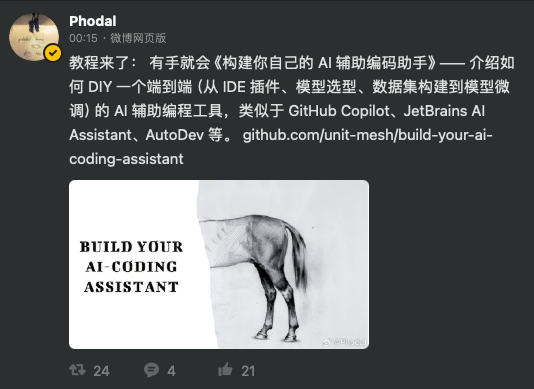 Phodal
00:15 · 微博网页版
教程来了： 有手就会《构建你自己的 AI 辅助编码助手》—— 介绍如
何 DIY 一个端到端（从 IDE 插件、模型选型、数据集构建到模型微
调）的 AI 辅助编程工具，类似于 GitHub Copilot、JetBrains AI
Assistant、AutoDev 等。 github.com/unit-mesh/build-your-ai-
coding-assistant
BUILD YOUR
AI-CODING
ASSISTANT
@Phodal
24 4 21